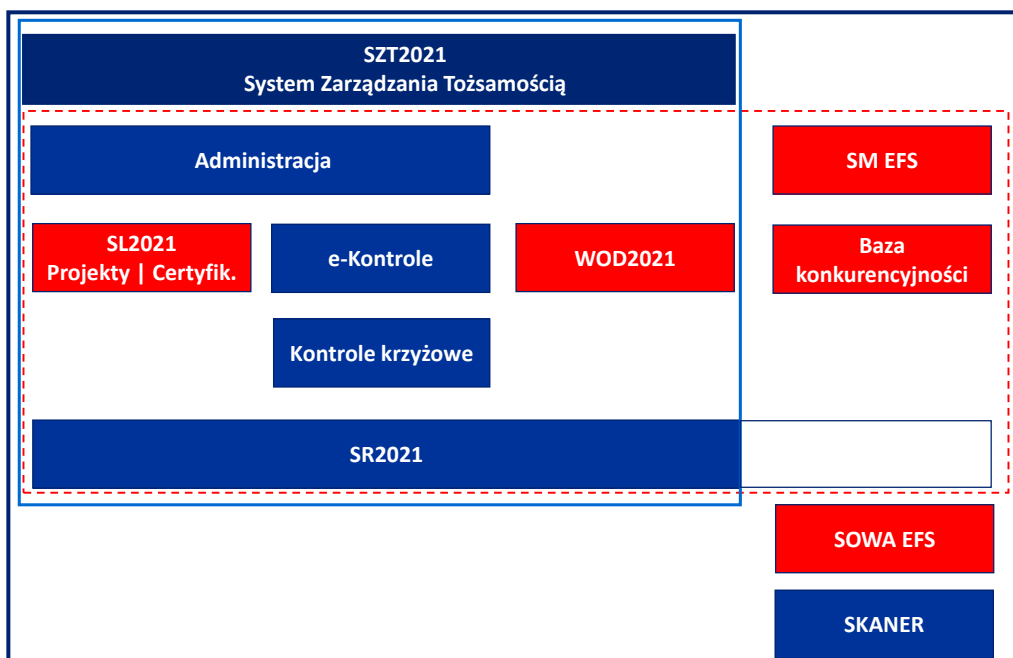 SZT2021
System Zarządzania Tożsamością
Administracja
SM EFS
SL2021
Projekty | Certyfik.
e-Kontrole
WOD2021
Baza
konkurencyjności
Kontrole krzyżowe
SR2021
SOWA EFS
SKANER